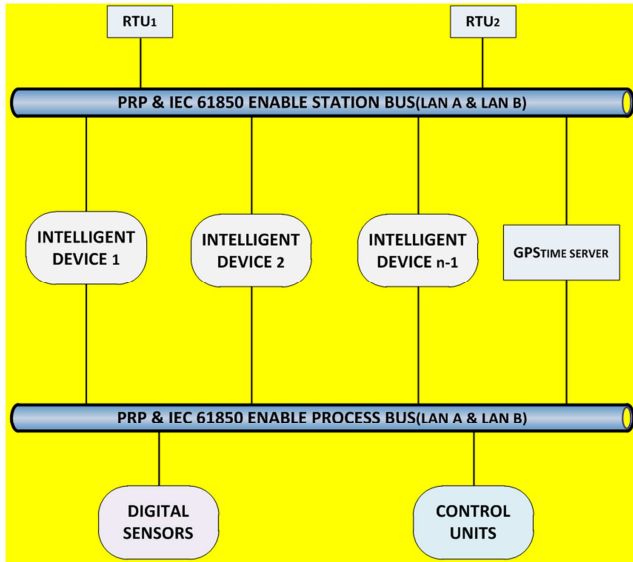 RTU1
RTU2
PRP & IEC 61850 ENABLE STATION BUS(LAN A & LAN B)
INTELLIGENT
DEVICE 1
INTELLIGENT
DEVICE 2
INTELLIGENT
DEVICE n-1
GPSTIME SERVER
PRP & IEC 61850 ENABLE PROCESS BUS(LAN A & LAN B)
DIGITAL
SENSORS
CONTROL
UNITS